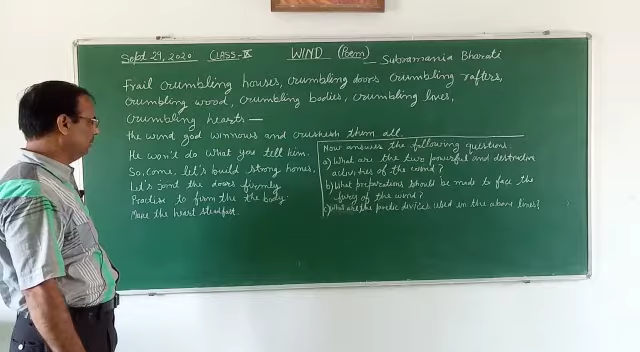 Sept 29, 2020 CLASS-IX WIND (Poem) — Subramania Bharati
Frail crumbling houses, crumbling doors crumbling rafters,
crumbling wood, crumbling bodies, crumbling lives,
crumbling hearts —
the wind god winnows and crushesh them all.
He won't do what you tell him.
So, come, let's build strong homes,
Let's joint the doors firmly
Practise to firm the the body.
Make the heart steadfast.
Now answer the following questions:
a) What are the two powerful and destructive
activities of the wind?
b) What preparations should be made to face the
fury of the wind?
c) What are the poetic devices used in the above lines?